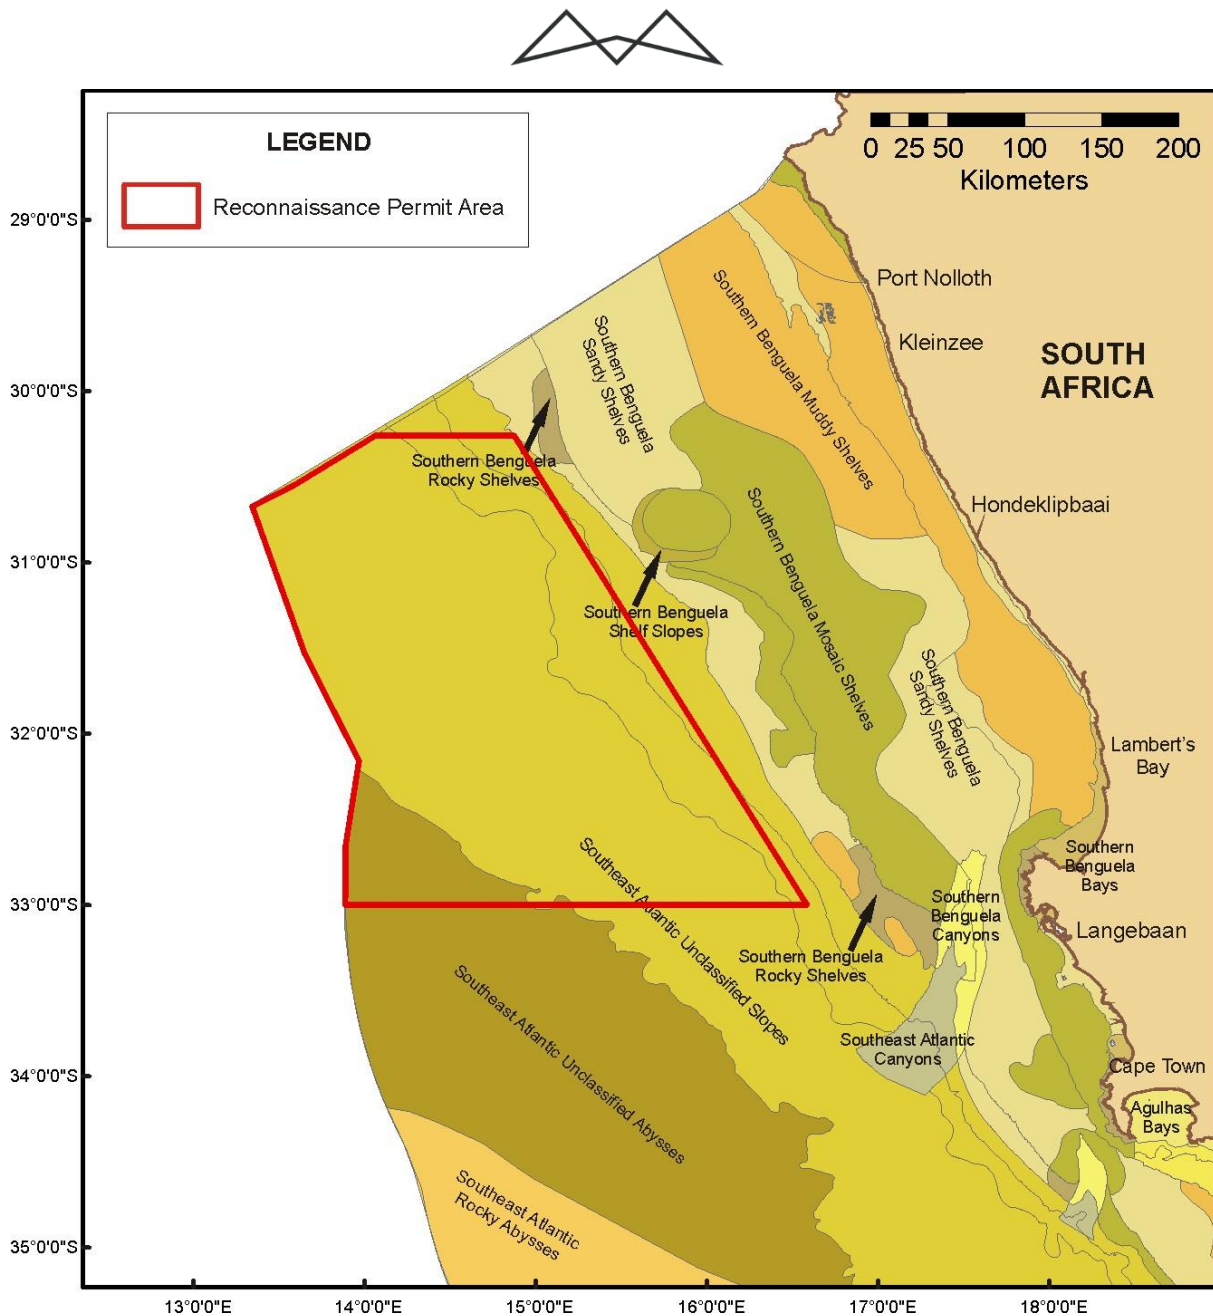 LEGEND
Reconnaissance Permit Area
0 25 50 100 150 200
Kilometers
29°0'0"S
30°0'0"S
31°0'0"S
32°0'0"S
33°0'0"S
34°0'0"S
35°0'0"S
13°0'0"E
14°0'0"E
15°0'0"E
16°0'0"E
17°0'0"E
18°0'0"E
Port Nolloth
Kleinzee
SOUTH
AFRICA
Hondeklipbaai
Lambert's
Bay
Southern
Benguela
Bays
Langebaan
Cape Town
Agulhas
Bays
Southern Benguela Muddy Shelves
Southern Benguela
Sandy Shelves
Southern Benguela
Rocky Shelves
Southern Benguela
Shelf Slopes
Southern Benguela Mosaic Shelves
Southern Benguela
Sandy Shelves
Southern
Benguela
Canyons
Southern Benguela
Rocky Shelves
Southeast Atlantic
Canyons
Southeast Atlantic Unclassified Slopes
Southeast Atlantic Unclassified Abysses
Southeast Atlantic
Rocky Abysses